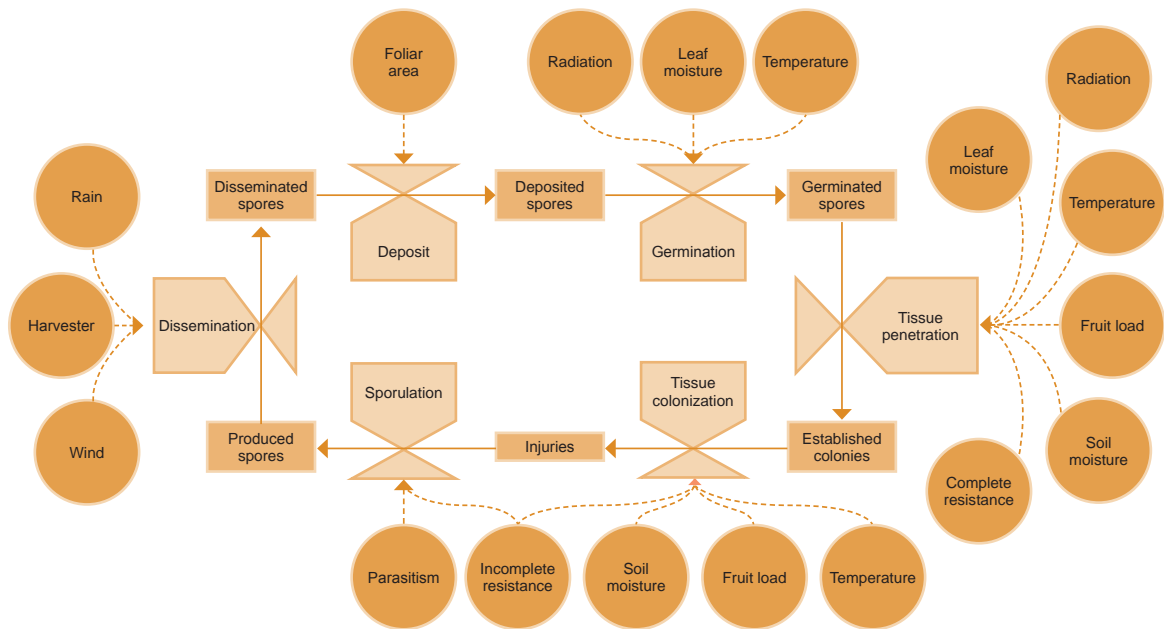 Foliar
area
Radiation
Leaf
moisture
Temperature
Radiation
Leaf
moisture
Rain
Disseminated
spores
Deposited
spores
Germinated
spores
Temperature
Deposit
Germination
Harvester
Dissemination
Tissue
penetration
Fruit load
Sporulation
Tissue
colonization
Wind
Produced
spores
Injuries
Established
colonies
Soil
moisture
Complete
resistance
Parasitism
Incomplete
resistance
Soil
moisture
Fruit load
Temperature